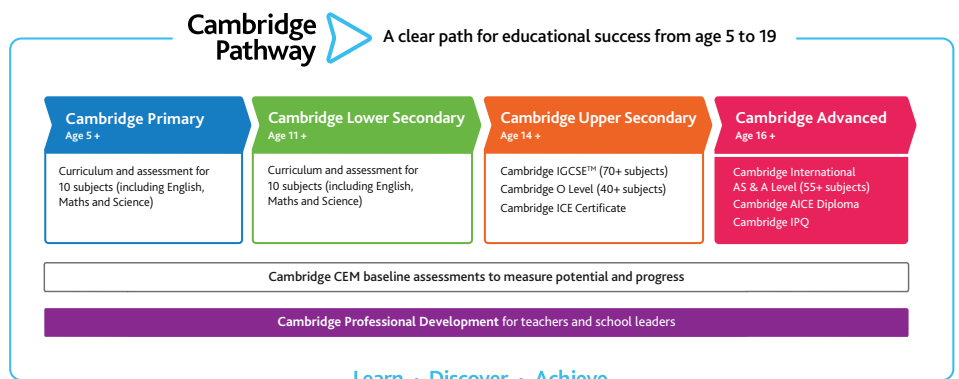 Cambridge
Pathway
A clear path for educational success from age 5 to 19
Cambridge Primary
Age 5 +
Curriculum and assessment for
10 subjects (including English,
Maths and Science)
Cambridge Lower Secondary
Age 11 +
Curriculum and assessment for
10 subjects (including English,
Maths and Science)
Cambridge Upper Secondary
Age 14 +
Cambridge IGCSE™ (70+ subjects)
Cambridge O Level (40+ subjects)
Cambridge ICE Certificate
Cambridge Advanced
Age 16 +
Cambridge International
AS & A Level (55+ subjects)
Cambridge AICE Diploma
Cambridge IPQ
Cambridge CEM baseline assessments to measure potential and progress
Cambridge Professional Development for teachers and school leaders
Learn • Discover • Achieve